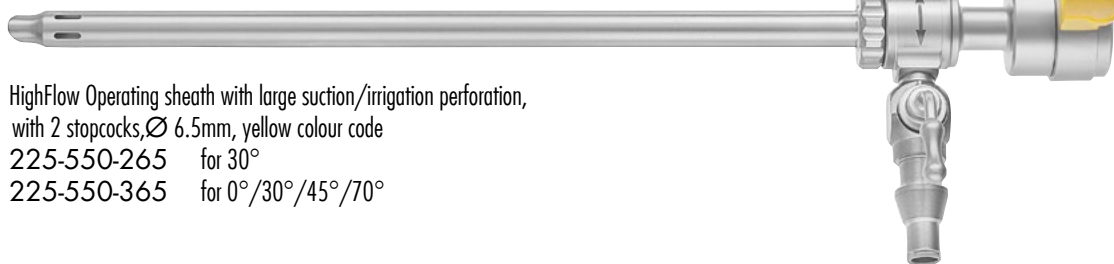 HighFlow Operating sheath with large suction/irrigation perforation,
with 2 stopcocks,Ø 6.5mm, yellow colour code
225-550-265 for 30°
225-550-365 for 0°/30°/45°/70°